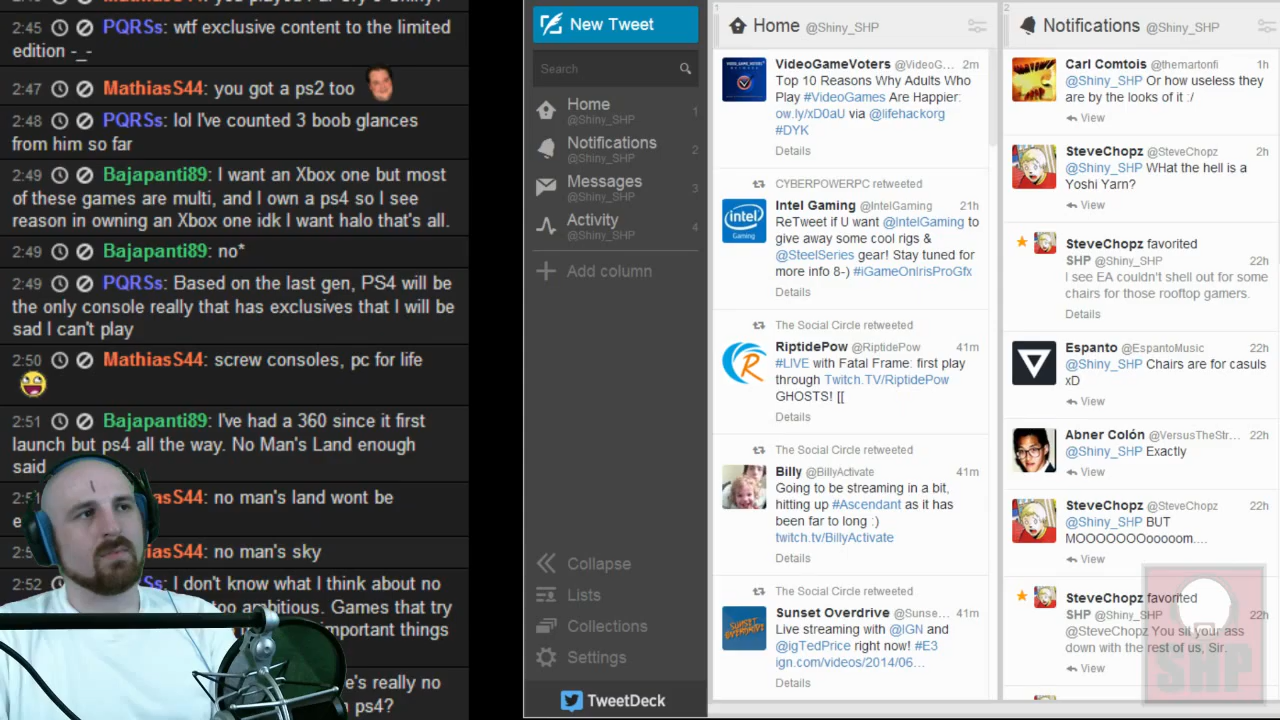 2:45 PQRSs: wtf exclusive content to the limited
edition -_-
2:47 MathiasS44: you got a ps2 too
2:48 PQRSs: lol I've counted 3 boob glances
from him so far
2:49 Bajapanti89: I want an Xbox one but most
of these games are multi, and I own a ps4 so I see
reason in owning an Xbox one idk I want halo that's all.
2:49 Bajapanti89: no*
2:49 PQRSs: Based on the last gen, PS4 will be
the only console really that has exclusives that I will be
sad I can't play
2:50 MathiasS44: screw consoles, pc for life
2:51 Bajapanti89: I've had a 360 since it first
launch but ps4 all the way. No Man's Land enough
said
asS44: no man's land wont be
iasS44: no man's sky
2:52 Ss: I don't know what I think about no
too ambitious. Games that try
important things
e's really no
ps4?
New Tweet
Search
Home 1
@Shiny_SHP
Notifications 2
@Shiny_SHP
Messages 3
@Shiny_SHP
Activity 4
@Shiny_SHP
Add column
Collapse
Lists
Collections
Settings
TweetDeck
1
Home @Shiny_SHP
VideoGameVoters @VideoG... 2m
Top 10 Reasons Why Adults Who
Play #VideoGames Are Happier:
ow.ly/xD0aU via @lifehackorg
#DYK
Details
CYBERPOWERPC retweeted
Intel Gaming @IntelGaming 21h
ReTweet if U want @IntelGaming to
give away some cool rigs &
@SteelSeries gear! Stay tuned for
more info 8-) #iGameOnIrisProGfx
Details
The Social Circle retweeted
RiptidePow @RiptidePow 41m
#LIVE with Fatal Frame: first play
through Twitch.TV/RiptidePow
GHOSTS! [[
Details
The Social Circle retweeted
Billy @BillyActivate 41m
Going to be streaming in a bit,
hitting up #Ascendant as it has
been far to long :)
twitch.tv/BillyActivate
Details
The Social Circle retweeted
Sunset Overdrive @Sunse... 41m
Live streaming with @IGN and
@igTedPrice right now! #E3
ign.com/videos/2014/06...
Details
2
Notifications @Shiny_SHP
Carl Comtois @themartonfi 1h
@Shiny_SHP Or how useless they
are by the looks of it :/
View
SteveChopz @SteveChopz 2h
@Shiny_SHP WHat the hell is a
Yoshi Yarn?
View
SteveChopz favorited
SHP @Shiny_SHP 22h
I see EA couldn't shell out for some
chairs for those rooftop gamers.
Details
Espanto @EspantoMusic 22h
@Shiny_SHP Chairs are for casuls
xD
View
Abner Colón @VersusTheStr... 22h
@Shiny_SHP Exactly
View
SteveChopz @SteveChopz 22h
@Shiny_SHP BUT
MOOOOOOOooooom....
View
SteveChopz favorited
SHP @Shiny_SHP 22h
@SteveChopz You sit your ass
down with the rest of us, Sir.
View
SHP